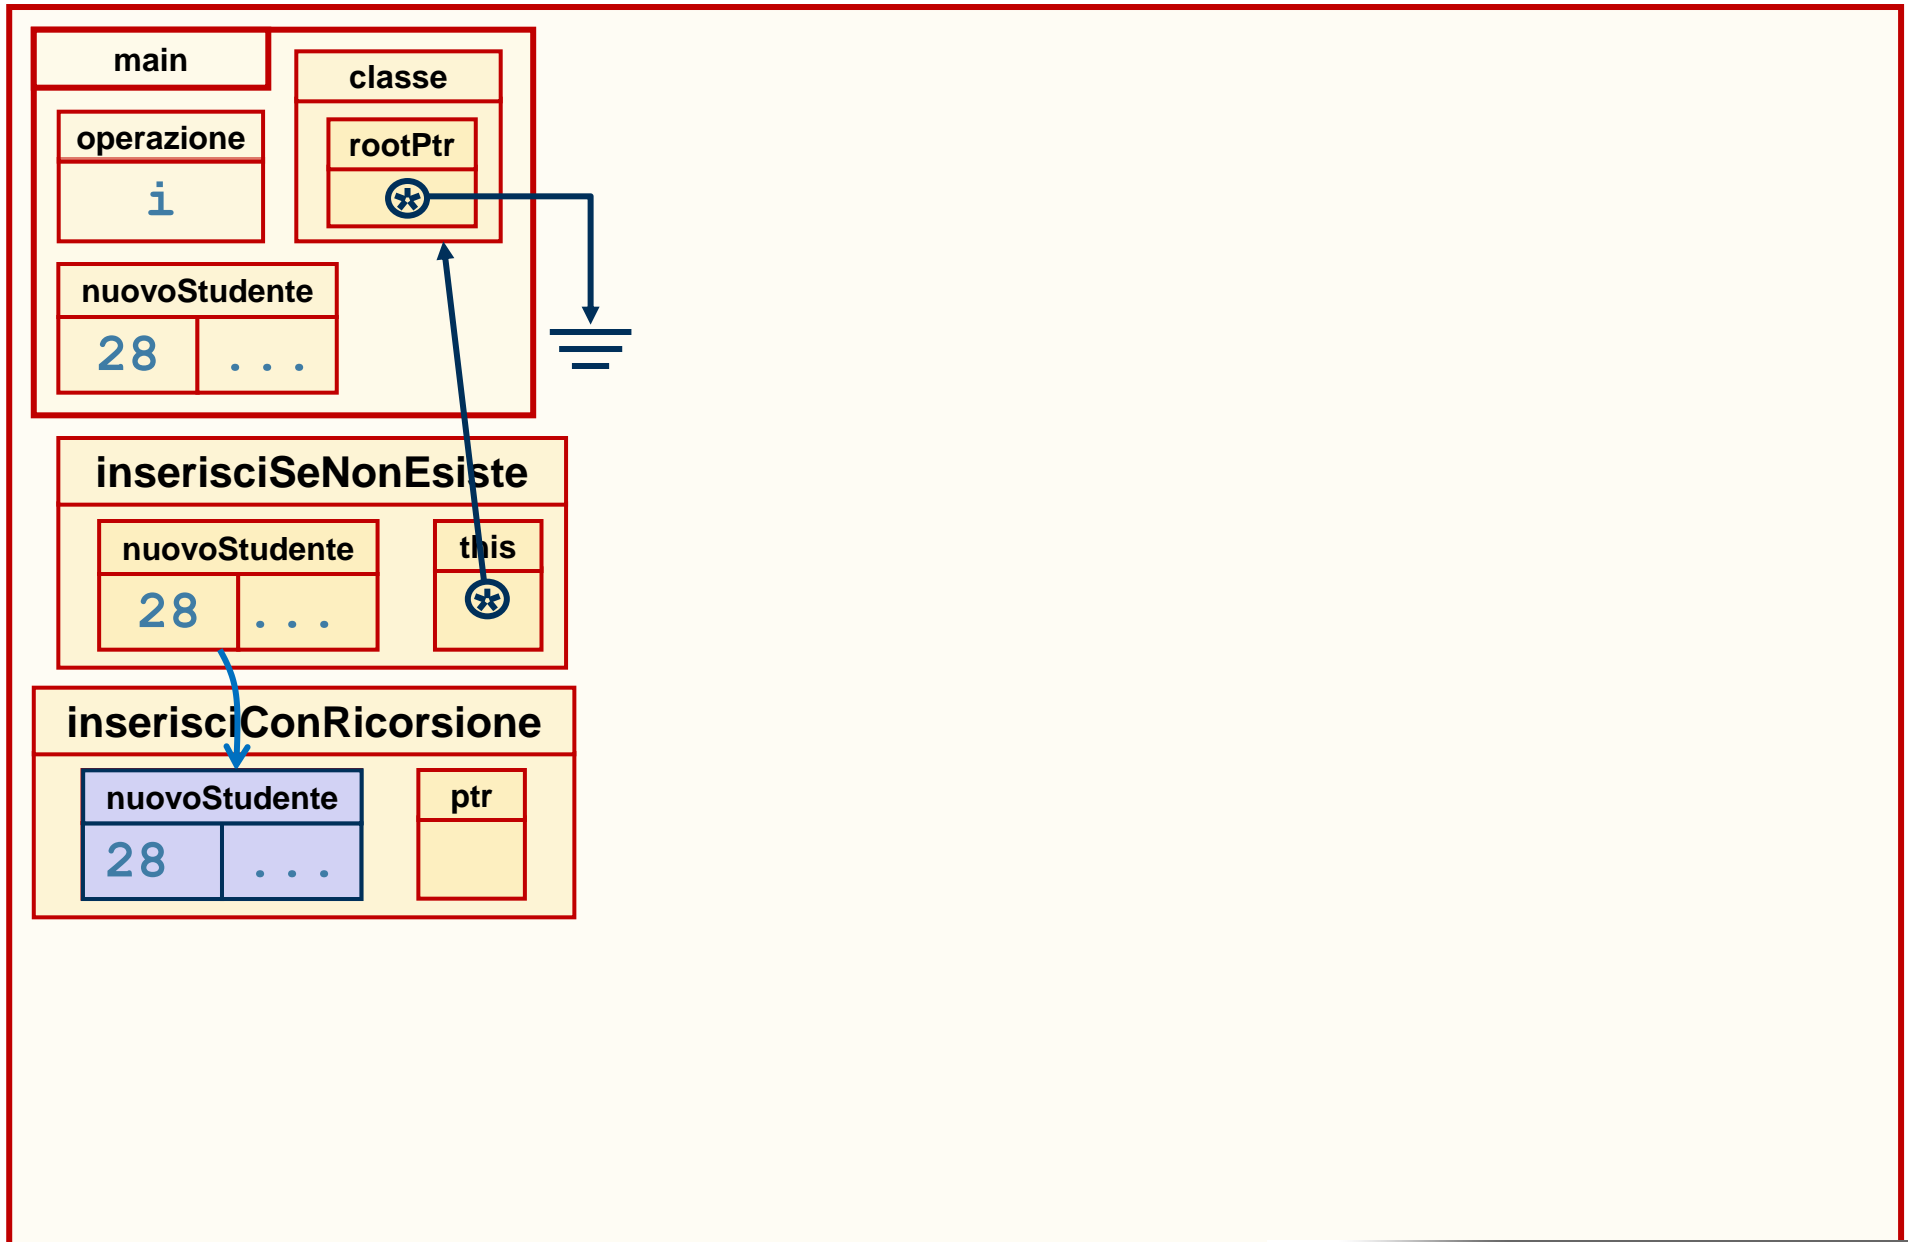 main
classe
operazione
rootPtr
i
*
nuovoStudente
28 ...
inserisciSeNonEsiste
nuovoStudente
this
28 ...
*
inserisciConRicorsione
nuovoStudente
ptr
28 ...